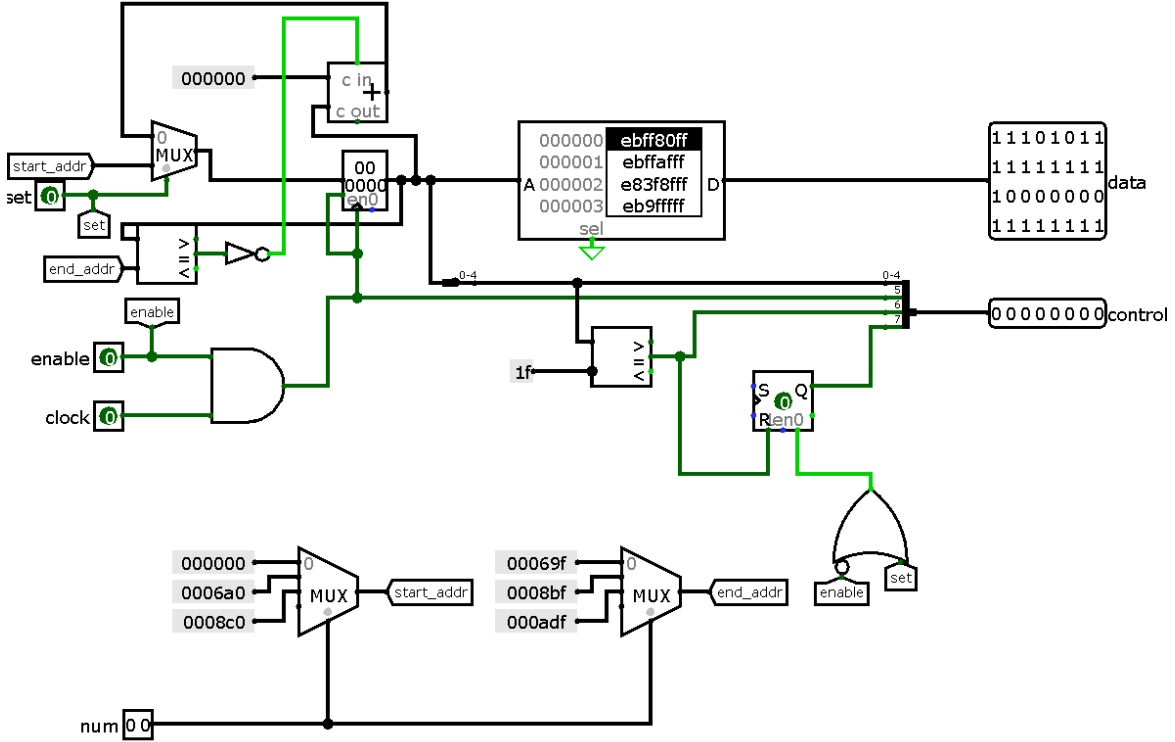 c in
000000
+
c out
0
MUX
start_addr
00
0000
en0
set 0
set
end_addr
< = >
000000 ebff80ff
000001 ebffafff
A 000002 e83f8fff D
000003 eb9fffff
sel
11101011
11111111
10000000
11111111
data
0-4
0-4
5
6
7
00000000 control
enable
enable 0
clock 0
1f
< = >
S Q
0
R en0
enable
set
000000 0
0006a0 MUX
0008c0
start_addr
00069f 0
0008bf MUX
000adf
end_addr
num 00